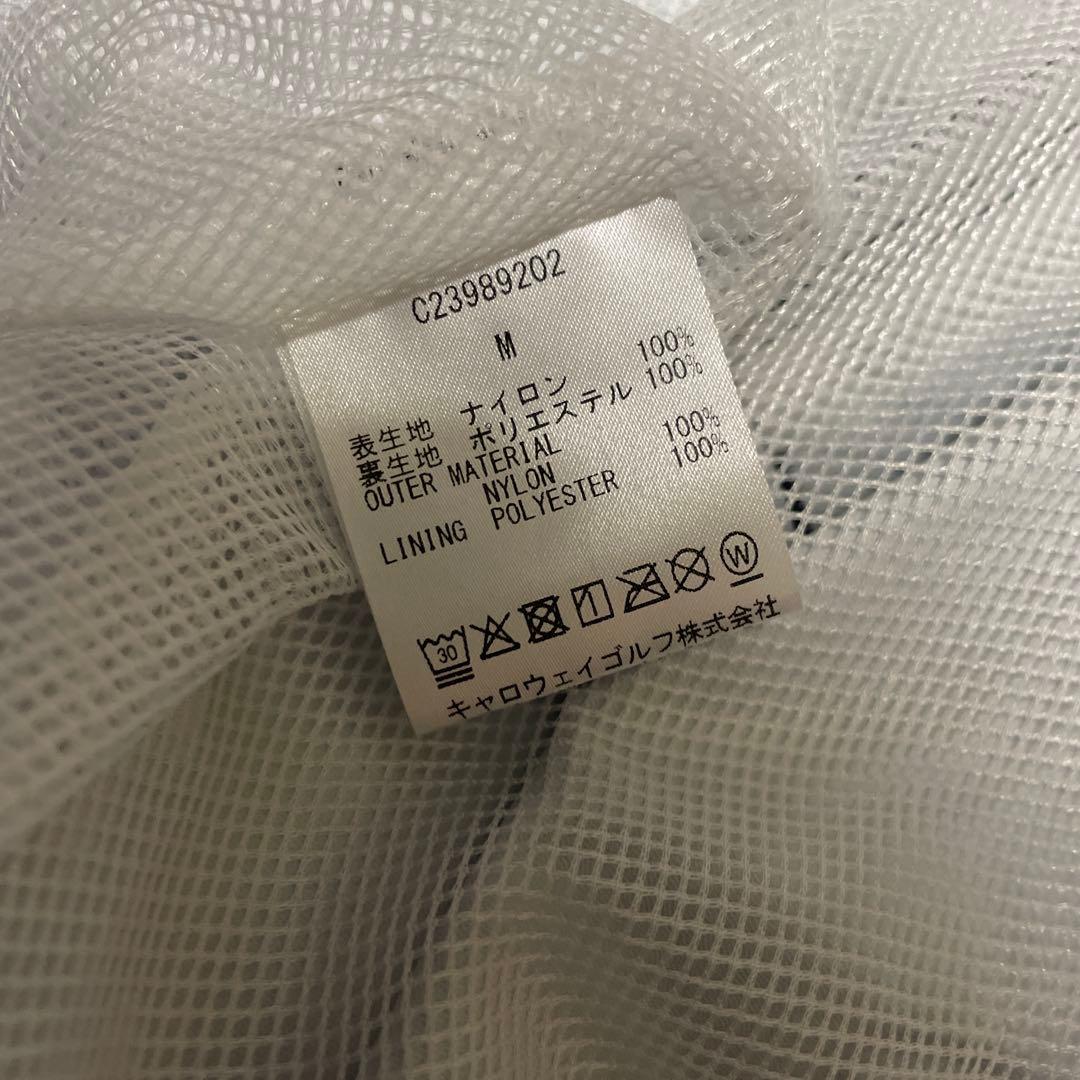 C23989202
M
表生地 ナイロン 100%
裏生地 ポリエステル 100%
OUTER MATERIAL
NYLON 100%
LINING POLYESTER 100%
30
W
キャロウェイゴルフ株式会社